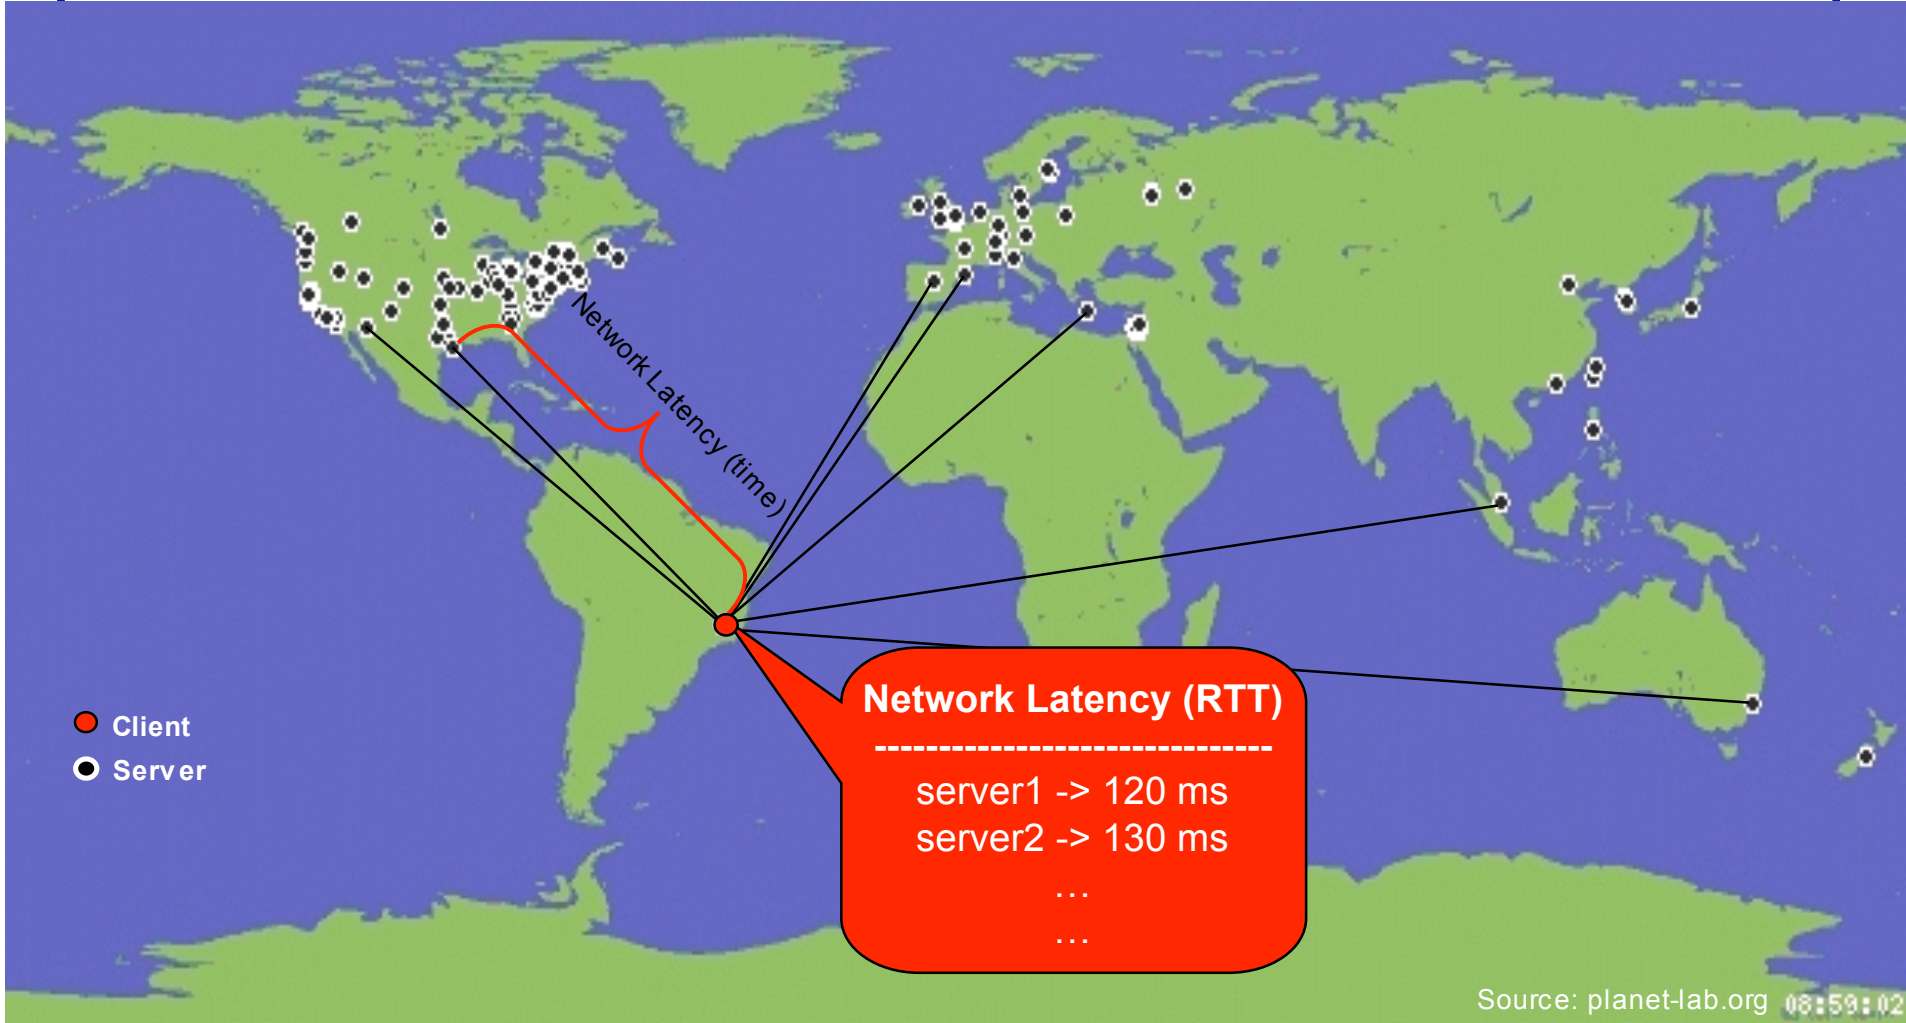 Network Latency (time)
Client
Server
Network Latency (RTT)
-------------------------------
server1 -> 120 ms
server2 -> 130 ms
...
...
Source: planet-lab.org 08:59:02